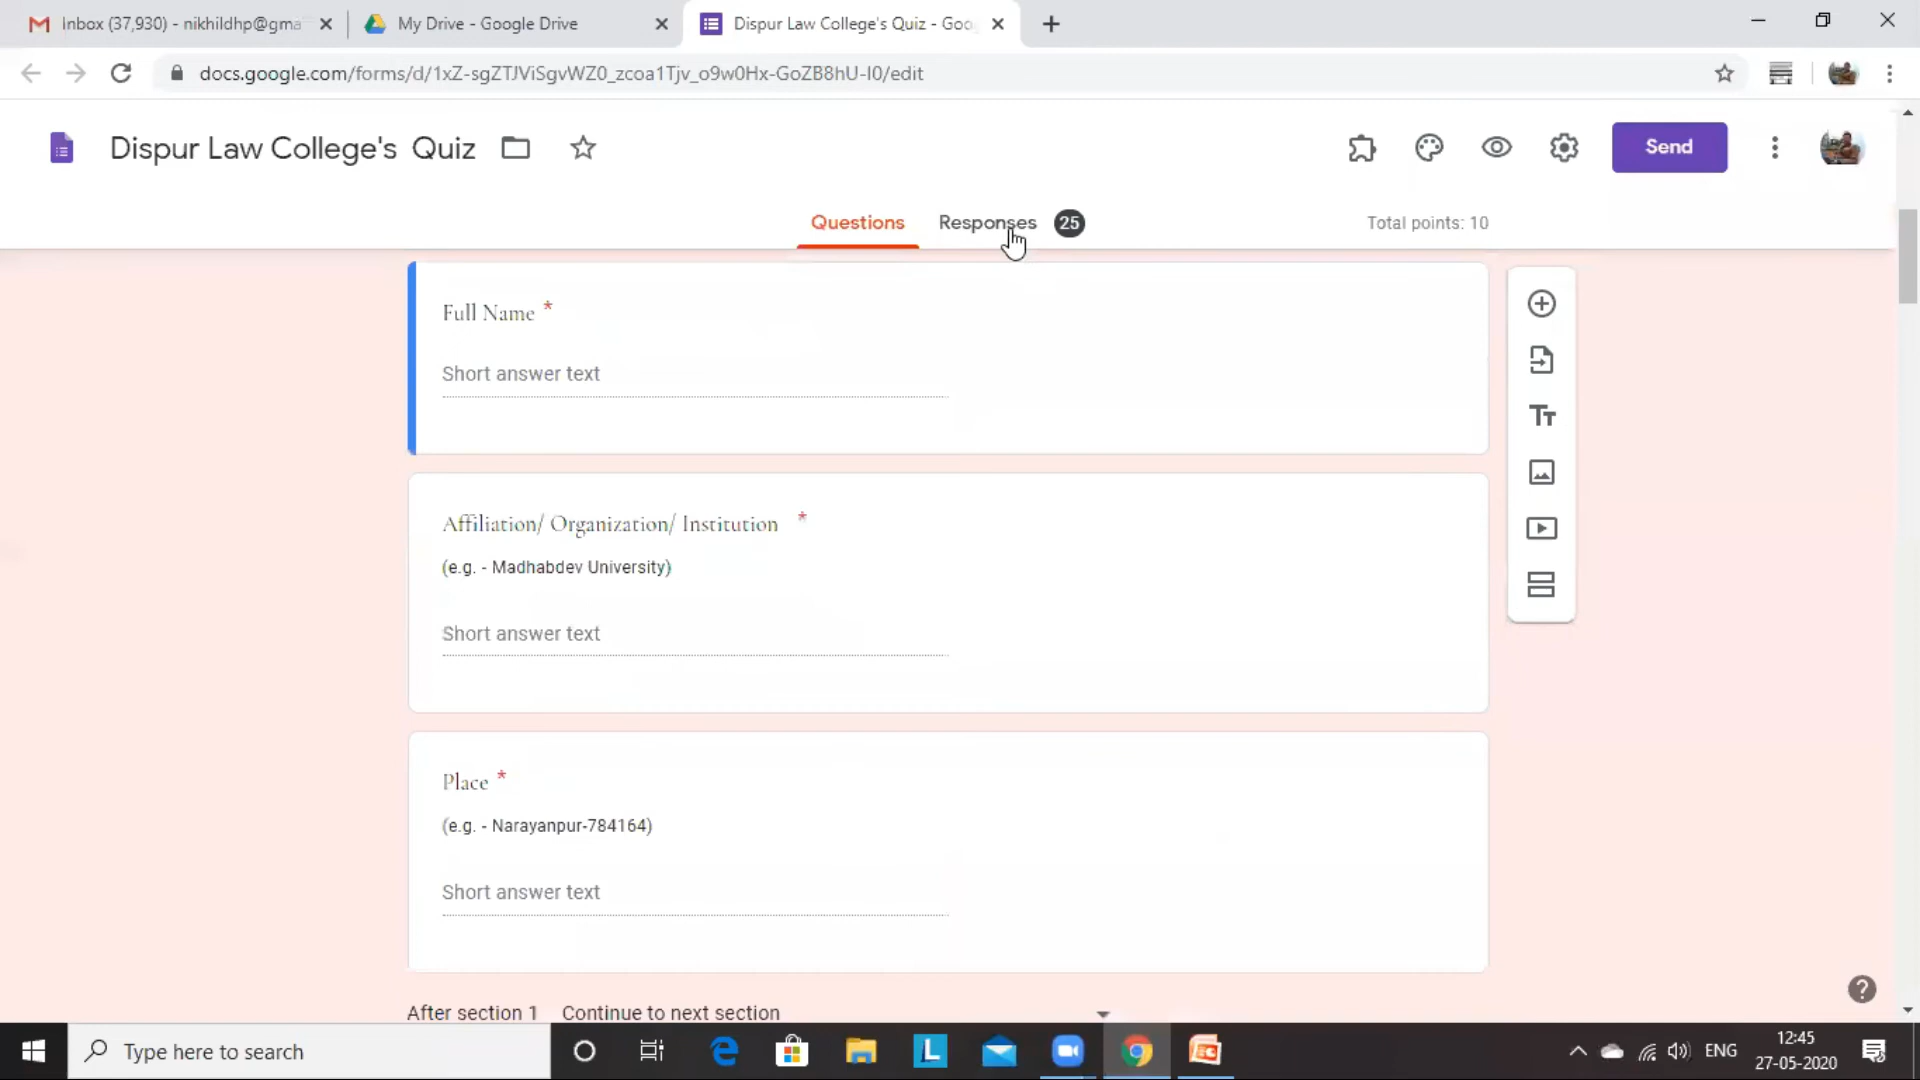 Inbox (37,930) - nikhildhp@gma
My Drive - Google Drive
Dispur Law College's Quiz - Goo
docs.google.com/forms/d/1xZ-sgZTJViSgvWZ0_zcoa1Tjv_o9w0Hx-GoZB8hU-I0/edit
Dispur Law College's Quiz
Send
Questions
Responses 25
Total points: 10
Full Name *
Short answer text
Affiliation/ Organization/ Institution *
(e.g. - Madhabdev University)
Short answer text
Place *
(e.g. - Narayanpur-784164)
Short answer text
After section 1 Continue to next section
Type here to search
ENG
12:45
27-05-2020